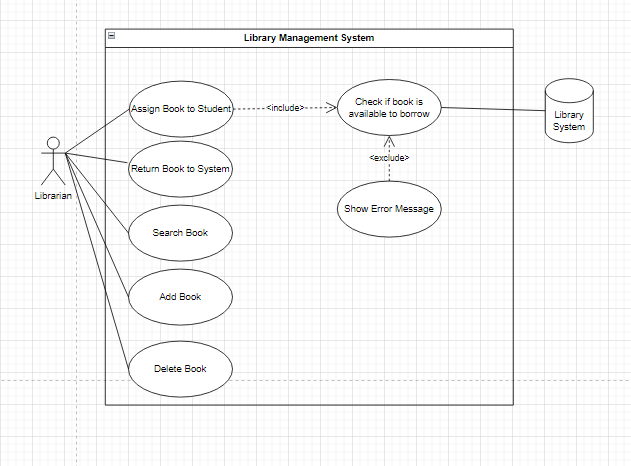 Library Management System
Assign Book to Student
<include>
Check if book is
available to borrow
Library
System
<exclude>
Return Book to System
Librarian
Show Error Message
Search Book
Add Book
Delete Book